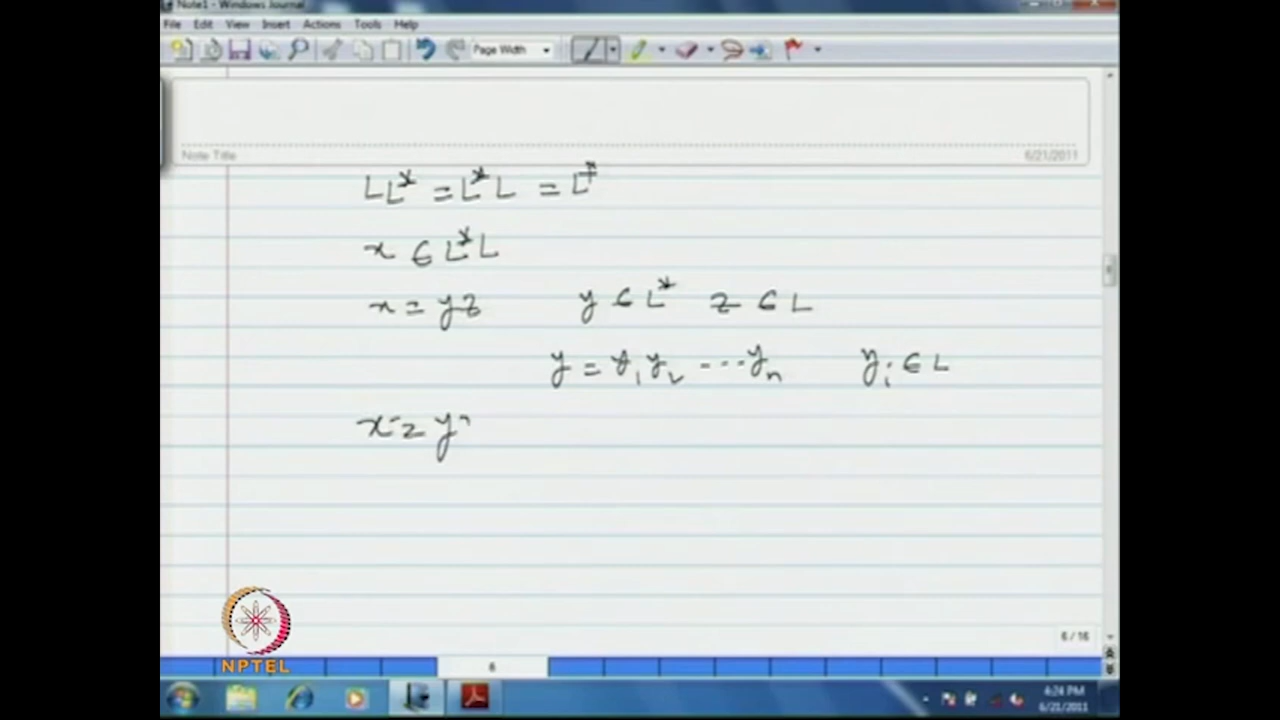 Note1 - Windows Journal
File Edit View Insert Actions Tools Help
Page Width
Note Title 6/21/2011
LL* = L*L = L⁺
x ∈ L*L
x = yz y ∈ L* z ∈ L
y = y₁y₂ --- yₙ yᵢ ∈ L
x = y
6 / 16
NPTEL
6
4:24 PM
6/21/2011